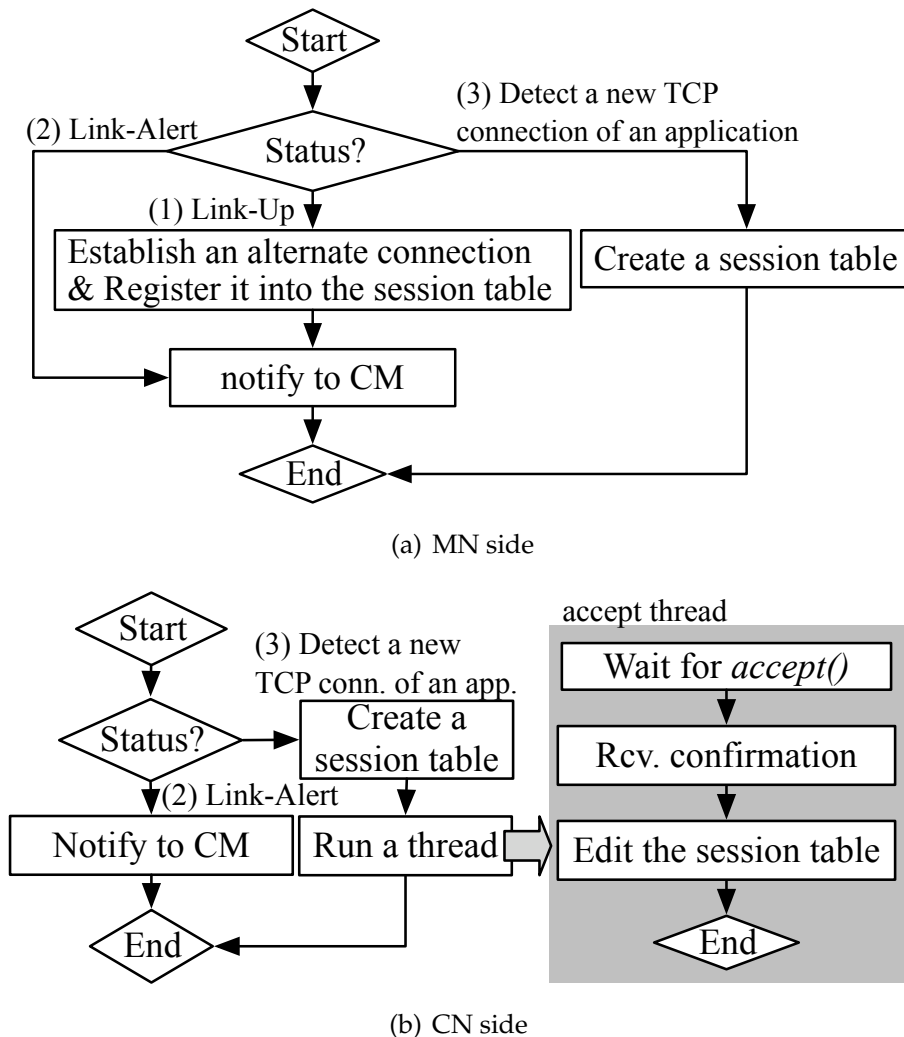 Start
(3) Detect a new TCP
connection of an application
(2) Link-Alert
Status?
(1) Link-Up
Establish an alternate connection
& Register it into the session table
Create a session table
notify to CM
End
(a) MN side
Start
(3) Detect a new
TCP conn. of an app.
Status?
Create a
session table
(2) Link-Alert
Notify to CM
Run a thread
End
accept thread
Wait for accept()
Rcv. confirmation
Edit the session table
End
(b) CN side